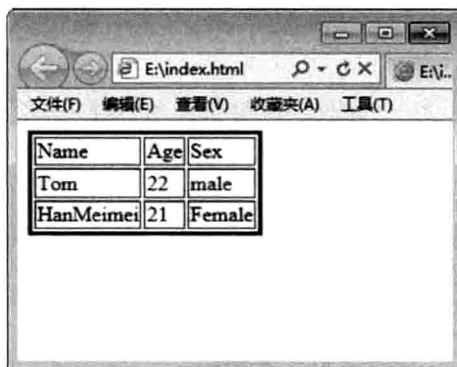 E:\index.html
E:\i..
文件(F) 编辑(E) 查看(V) 收藏夹(A) 工具(T)
Name Age Sex
Tom 22 male
HanMeimei 21 Female